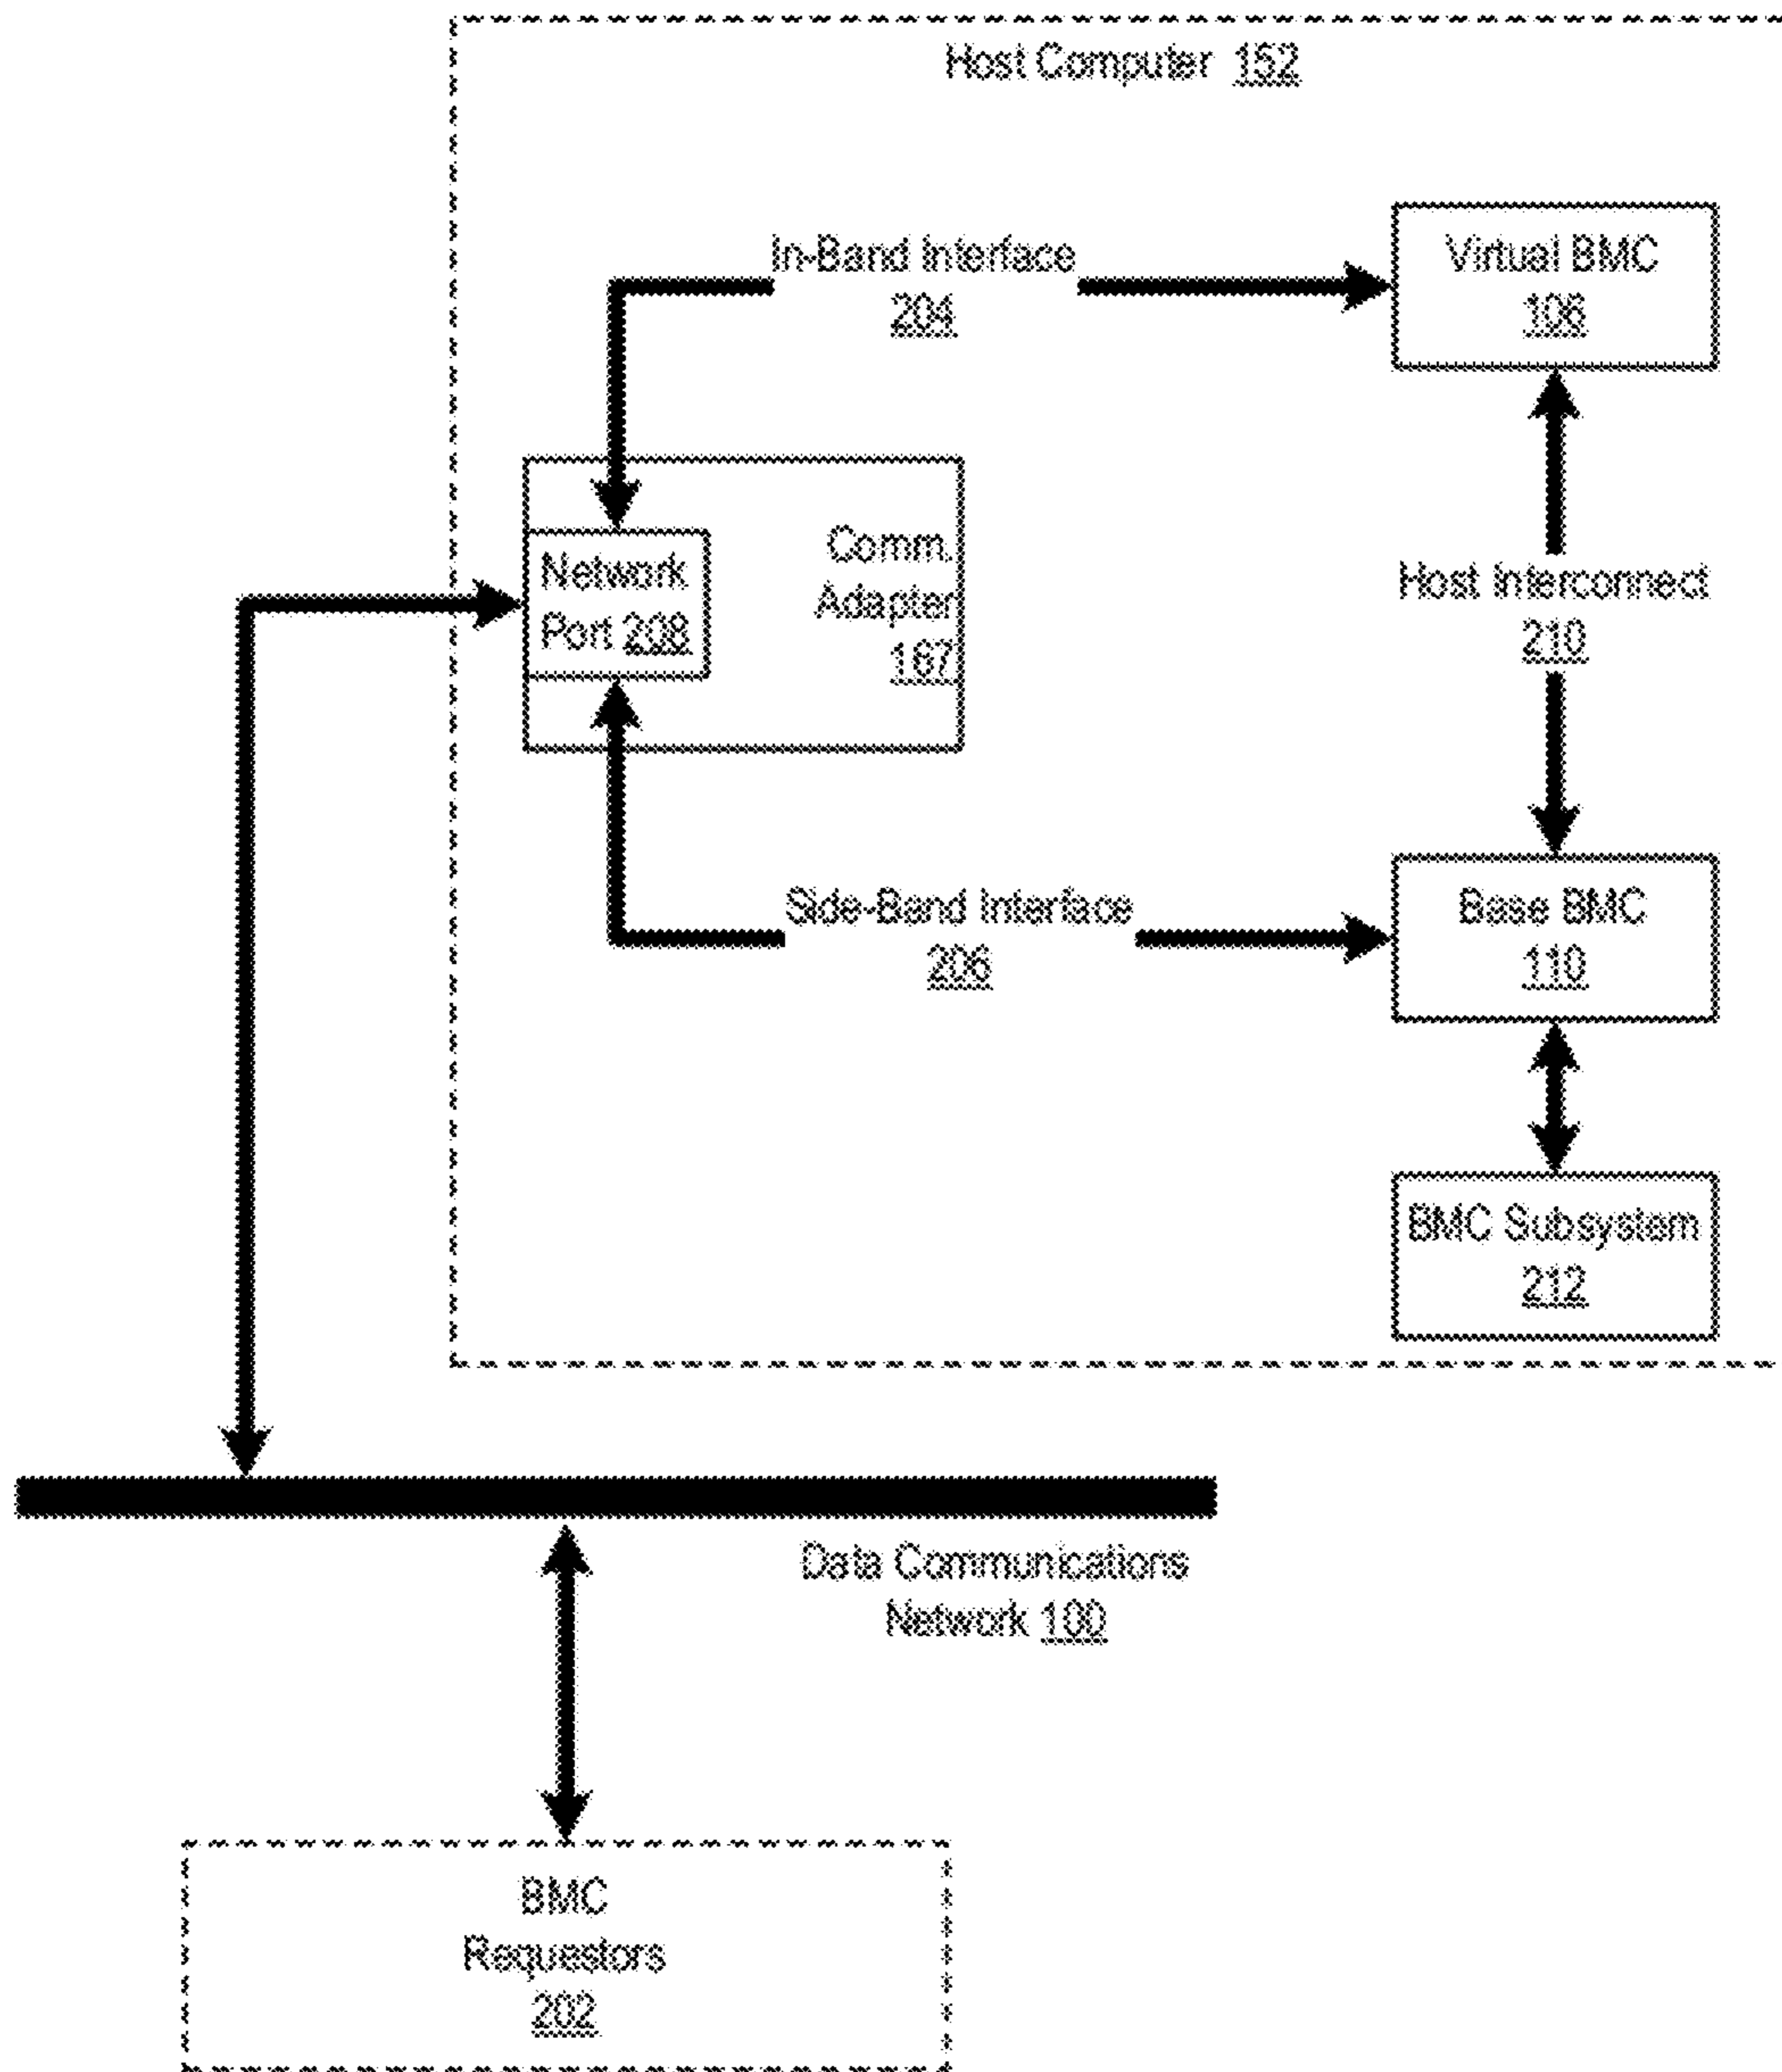 Host Computer 152
In-Band Interface
204
Virtual BMC
106
Network
Port 208
Comm.
Adapter
167
Host Interconnect
210
Side-Band Interface
206
Base BMC
110
BMC Subsystem
212
Data Communications
Network 100
BMC
Requestors
202